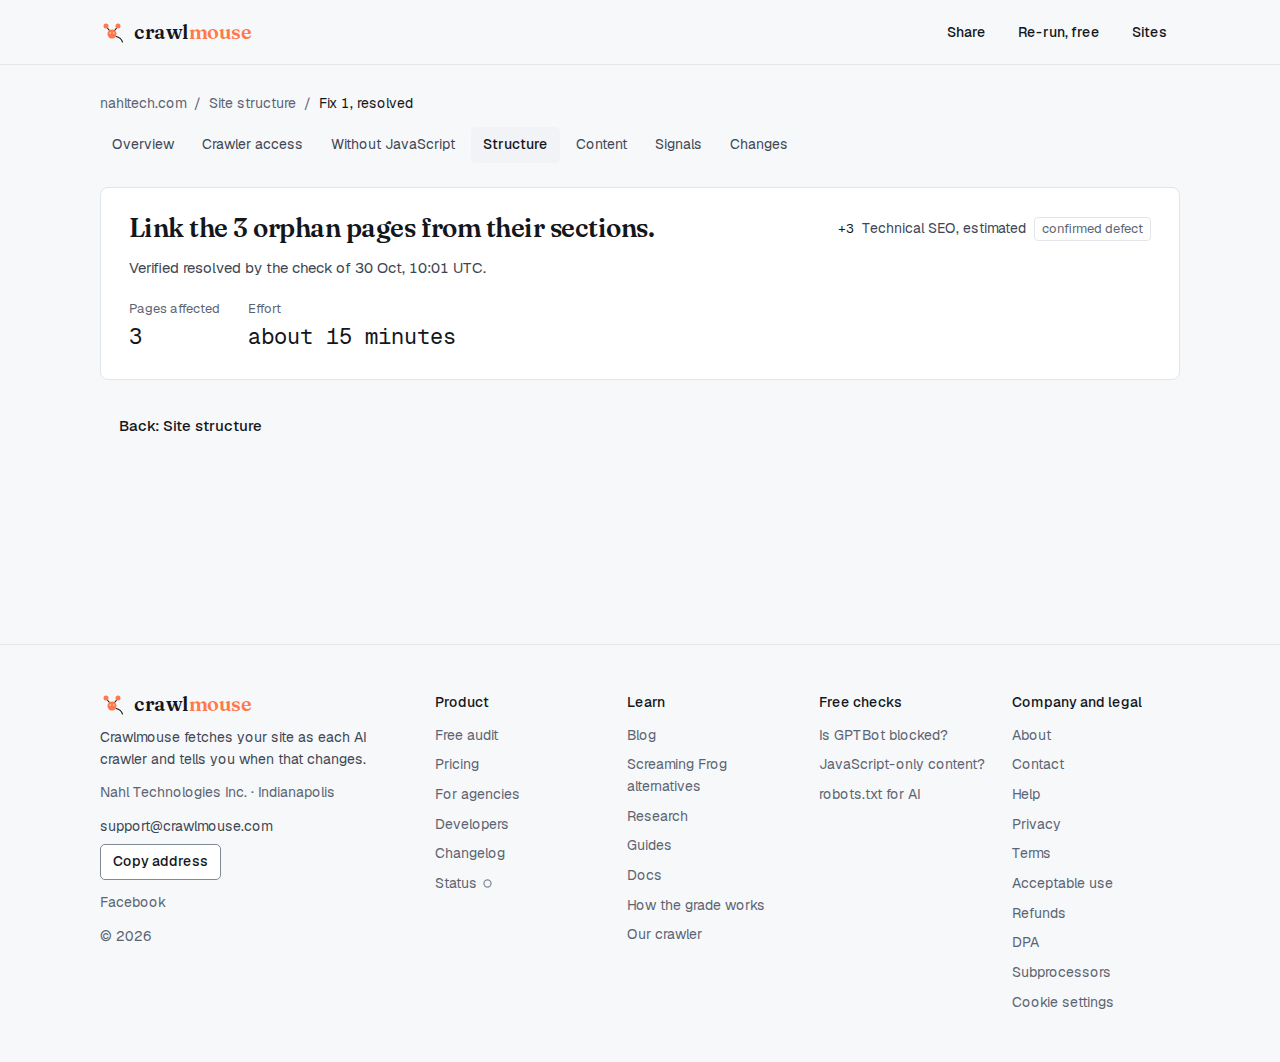 crawlmouse
Share
Re-run, free
Sites
nahltech.com / Site structure / Fix 1, resolved
Overview
Crawler access
Without JavaScript
Structure
Content
Signals
Changes
Link the 3 orphan pages from their sections.
+3 Technical SEO, estimated
confirmed defect
Verified resolved by the check of 30 Oct, 10:01 UTC.
Pages affected
3
Effort
about 15 minutes
Back: Site structure
crawlmouse
Crawlmouse fetches your site as each AI
crawler and tells you when that changes.
Nahl Technologies Inc. · Indianapolis
support@crawlmouse.com
Copy address
Facebook
© 2026
Product
Free audit
Pricing
For agencies
Developers
Changelog
Status
Learn
Blog
Screaming Frog
alternatives
Research
Guides
Docs
How the grade works
Our crawler
Free checks
Is GPTBot blocked?
JavaScript-only content?
robots.txt for AI
Company and legal
About
Contact
Help
Privacy
Terms
Acceptable use
Refunds
DPA
Subprocessors
Cookie settings